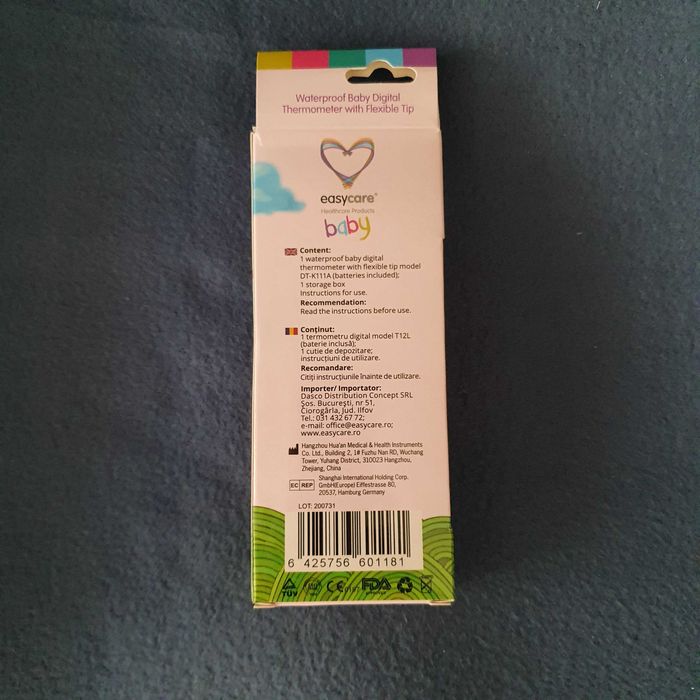 Waterproof Baby Digital
Thermometer with Flexible Tip
easycare®
Healthcare Products
baby
Content:
1 waterproof baby digital
thermometer with flexible tip model
DT-K111A (batteries included);
1 storage box
Instructions for use.
Recommendation:
Read the instructions before use.
Conținut:
1 termometru digital model T12L
(baterie inclusă);
1 cutie de depozitare;
instrucțiuni de utilizare.
Recomandare:
Citiți instrucțiunile înainte de utilizare.
Importer/ Importator:
Dasco Distribution Concept SRL
Șos. București, nr 51,
Ciorogârla, Jud. Ilfov
Tel.: 031 432 67 72;
e-mail: office@easycare.ro;
www.easycare.ro
Hangzhou Hua'an Medical & Health Instruments
Co. Ltd., Building 2, 1# Fuzhu Nan RD, Wuchang
Tower, Yuhang District, 310023 Hangzhou,
Zhejiang, China
EC REP
Shanghai International Holding Corp.
GmbH(Europe) Eiffestrasse 80,
20537, Hamburg Germany
LOT: 200731
6 425756 601181
TÜV CE 0197 FDA